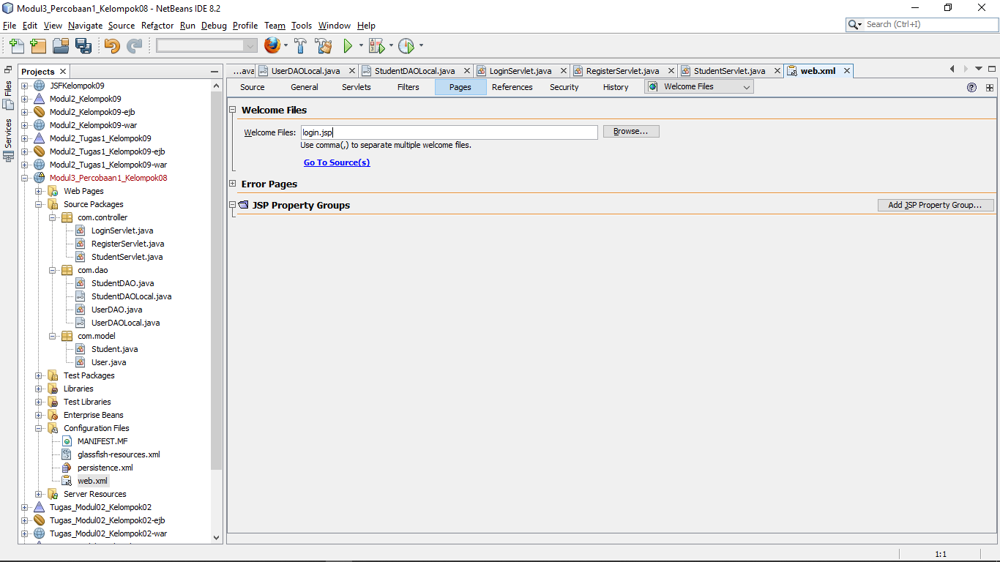 Modul3_Percobaan1_Kelompok08 - NetBeans IDE 8.2
File Edit View Navigate Source Refactor Run Debug Profile Team Tools Window Help
Search (Ctrl+I)
Files
Services
Projects
JSFKelompok09
Modul2_Kelompok09
Modul2_Kelompok09-ejb
Modul2_Kelompok09-war
Modul2_Tugas1_Kelompok09
Modul2_Tugas1_Kelompok09-ejb
Modul2_Tugas1_Kelompok09-war
Modul3_Percobaan1_Kelompok08
Web Pages
Source Packages
com.controller
LoginServlet.java
RegisterServlet.java
StudentServlet.java
com.dao
StudentDAO.java
StudentDAOLocal.java
UserDAO.java
UserDAOLocal.java
com.model
Student.java
User.java
Test Packages
Libraries
Test Libraries
Enterprise Beans
Configuration Files
MANIFEST.MF
glassfish-resources.xml
persistence.xml
web.xml
Server Resources
Tugas_Modul02_Kelompok02
Tugas_Modul02_Kelompok02-ejb
Tugas_Modul02_Kelompok02-war
...ava UserDAOLocal.java StudentDAOLocal.java LoginServlet.java RegisterServlet.java StudentServlet.java web.xml
Source General Servlets Filters Pages References Security History Welcome Files
Welcome Files
Welcome Files: login.jsp Browse...
Use comma(,) to separate multiple welcome files.
Go To Source(s)
Error Pages
JSP Property Groups Add JSP Property Group...
1:1